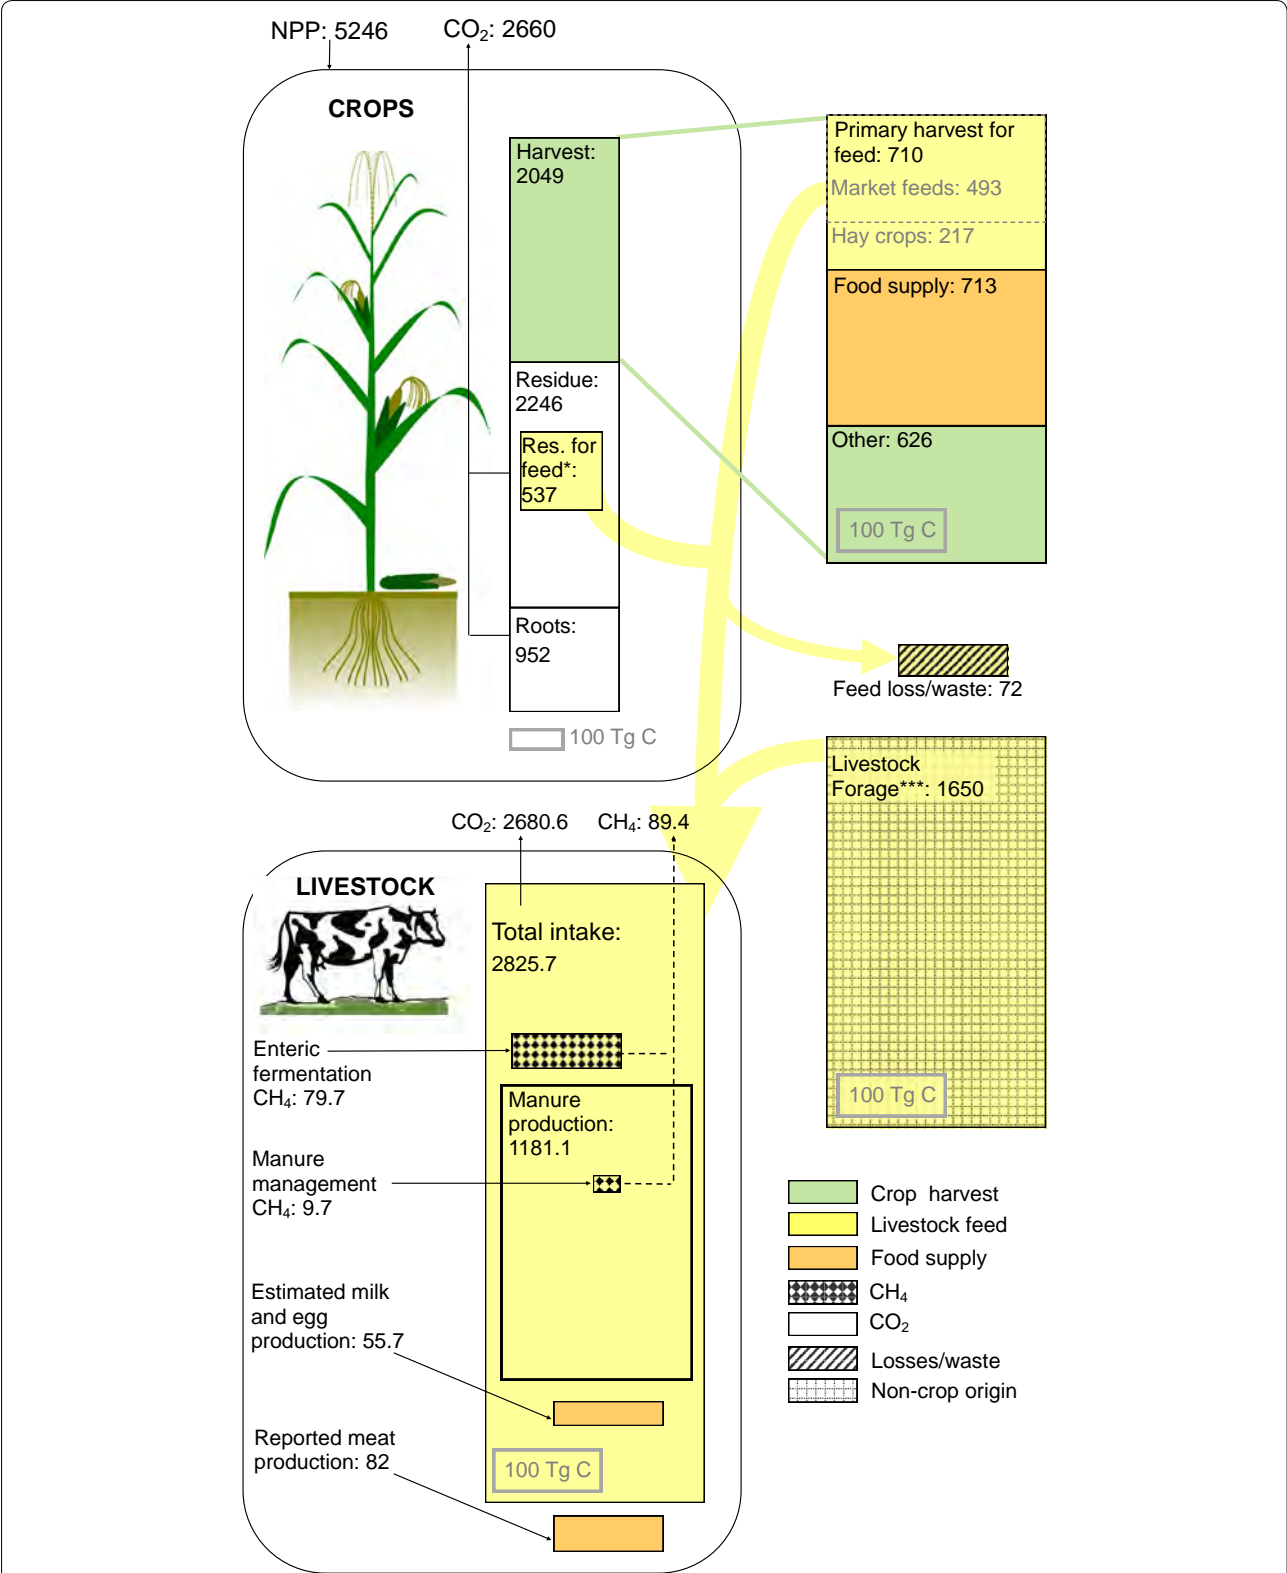 NPP: 5246
CO₂: 2660
CROPS
Harvest:
2049
Residue:
2246
Res. for
feed*:
537
Roots:
952
100 Tg C
Primary harvest for
feed: 710
Market feeds: 493
Hay crops: 217
Food supply: 713
Other: 626
100 Tg C
Feed loss/waste: 72
Livestock
Forage***: 1650
100 Tg C
CO₂: 2680.6
CH₄: 89.4
LIVESTOCK
Total intake:
2825.7
Enteric
fermentation
CH₄: 79.7
Manure
production:
1181.1
Manure
management
CH₄: 9.7
Estimated milk
and egg
production: 55.7
Reported meat
production: 82
100 Tg C
Crop harvest
Livestock feed
Food supply
CH₄
CO₂
Losses/waste
Non-crop origin